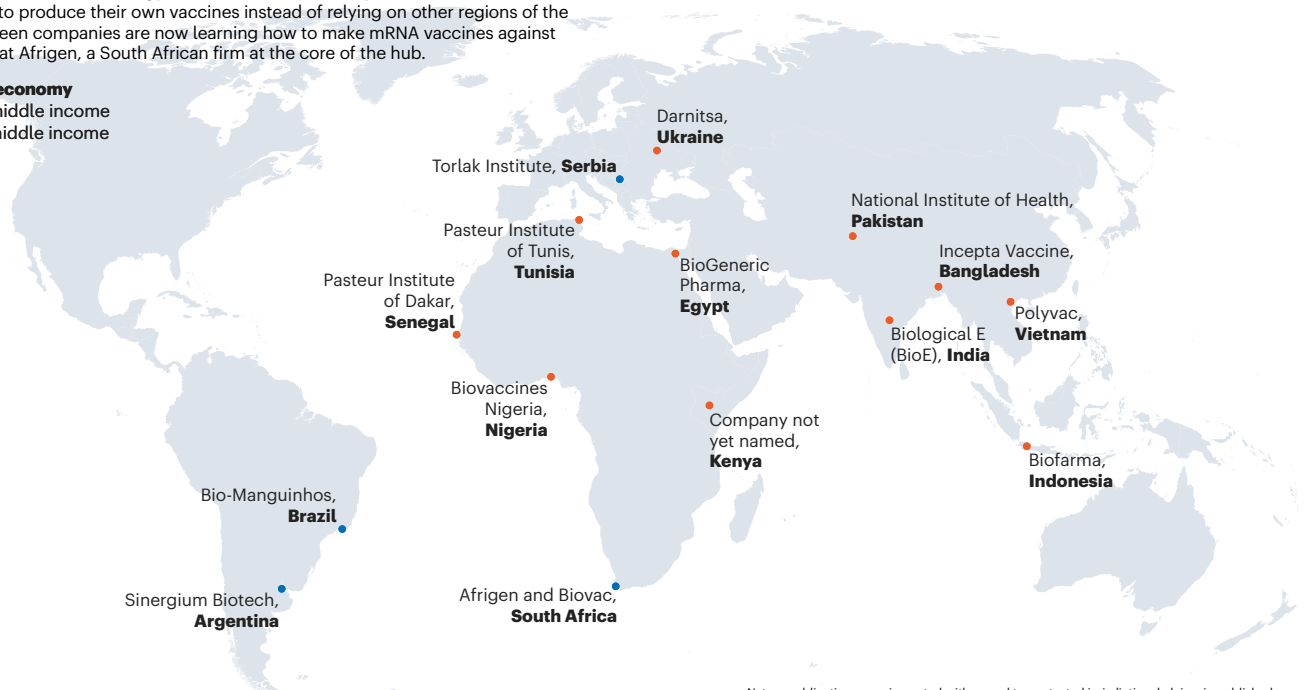 to produce their own vaccines instead of relying on other regions of the
een companies are now learning how to make mRNA vaccines against
at Afrigen, a South African firm at the core of the hub.
economy
iddle income
iddle income
Darnitsa,
Ukraine
Torlak Institute, Serbia
National Institute of Health,
Pakistan
Pasteur Institute
of Tunis,
Tunisia
Incepta Vaccine,
Bangladesh
BioGeneric
Pharma,
Egypt
Pasteur Institute
of Dakar,
Senegal
Polyvac,
Vietnam
Biological E
(BioE), India
Biovaccines
Nigeria,
Nigeria
Company not
yet named,
Kenya
Biofarma,
Indonesia
Bio-Manguinhos,
Brazil
Sinergium Biotech,
Argentina
Afrigen and Biovac,
South Africa